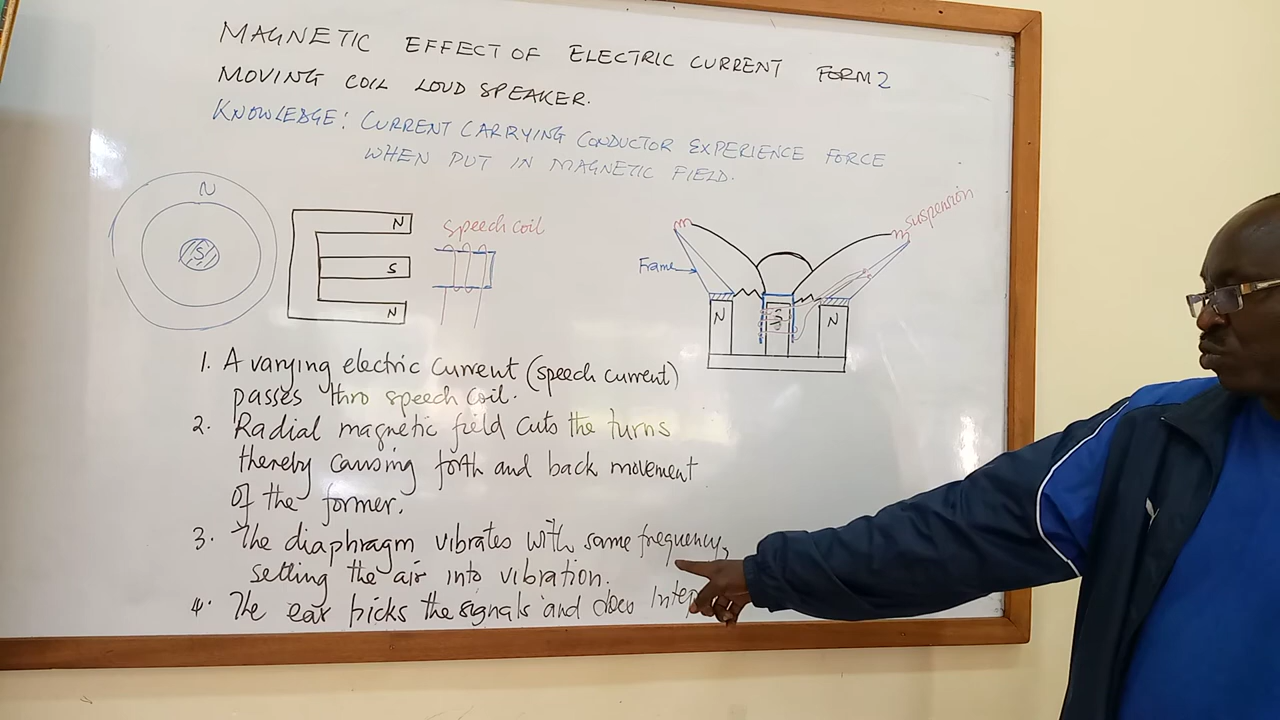 MAGNETIC EFFECT OF ELECTRIC CURRENT FORM 2
MOVING COIL LOUD SPEAKER.
KNOWLEDGE: CURRENT CARRYING CONDUCTOR EXPERIENCE FORCE
WHEN PUT IN MAGNETIC FIELD.
N
S
N
S
N
speech coil
suspension
Frame
N
S
N
1. A varying electric current (speech current)
passes thro speech coil.
2. Radial magnetic field cuts the turns
thereby causing forth and back movement
of the former.
3. The diaphragm vibrates with same frequency,
setting the air into vibration.
4. The ear picks the signals and does